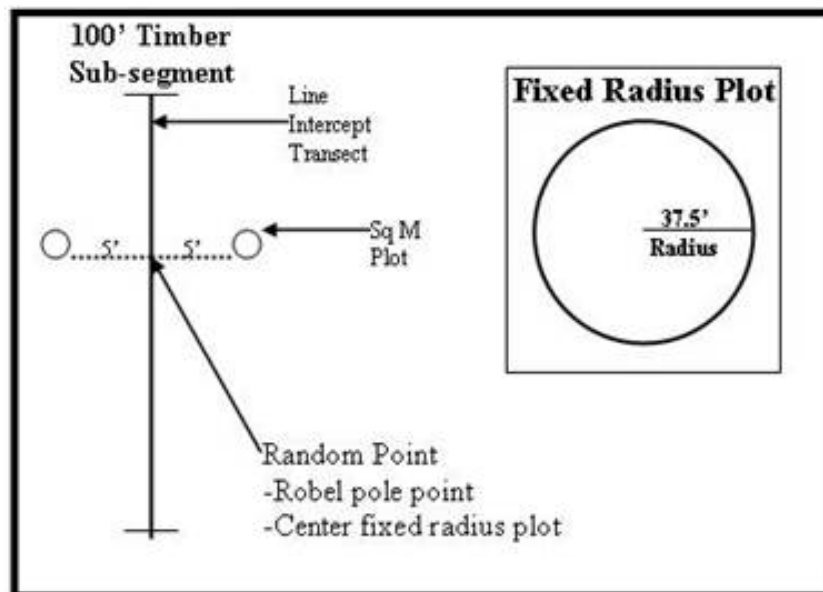 100’ Timber
Sub-segment
Line
Intercept
Transect
5’ 5’
Sq M
Plot
Random Point
-Robel pole point
-Center fixed radius plot
Fixed Radius Plot
37.5’
Radius